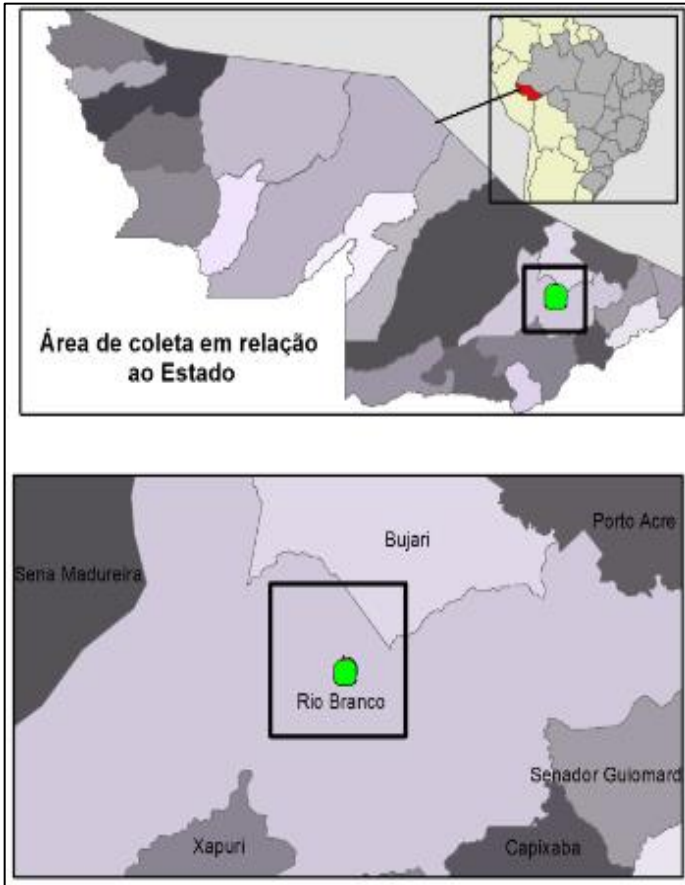 Área de coleta em relação
ao Estado
Bujari
Porto Acre
Sena Madureira
Rio Branco
Senador Guiomard
Xapuri
Capixaba